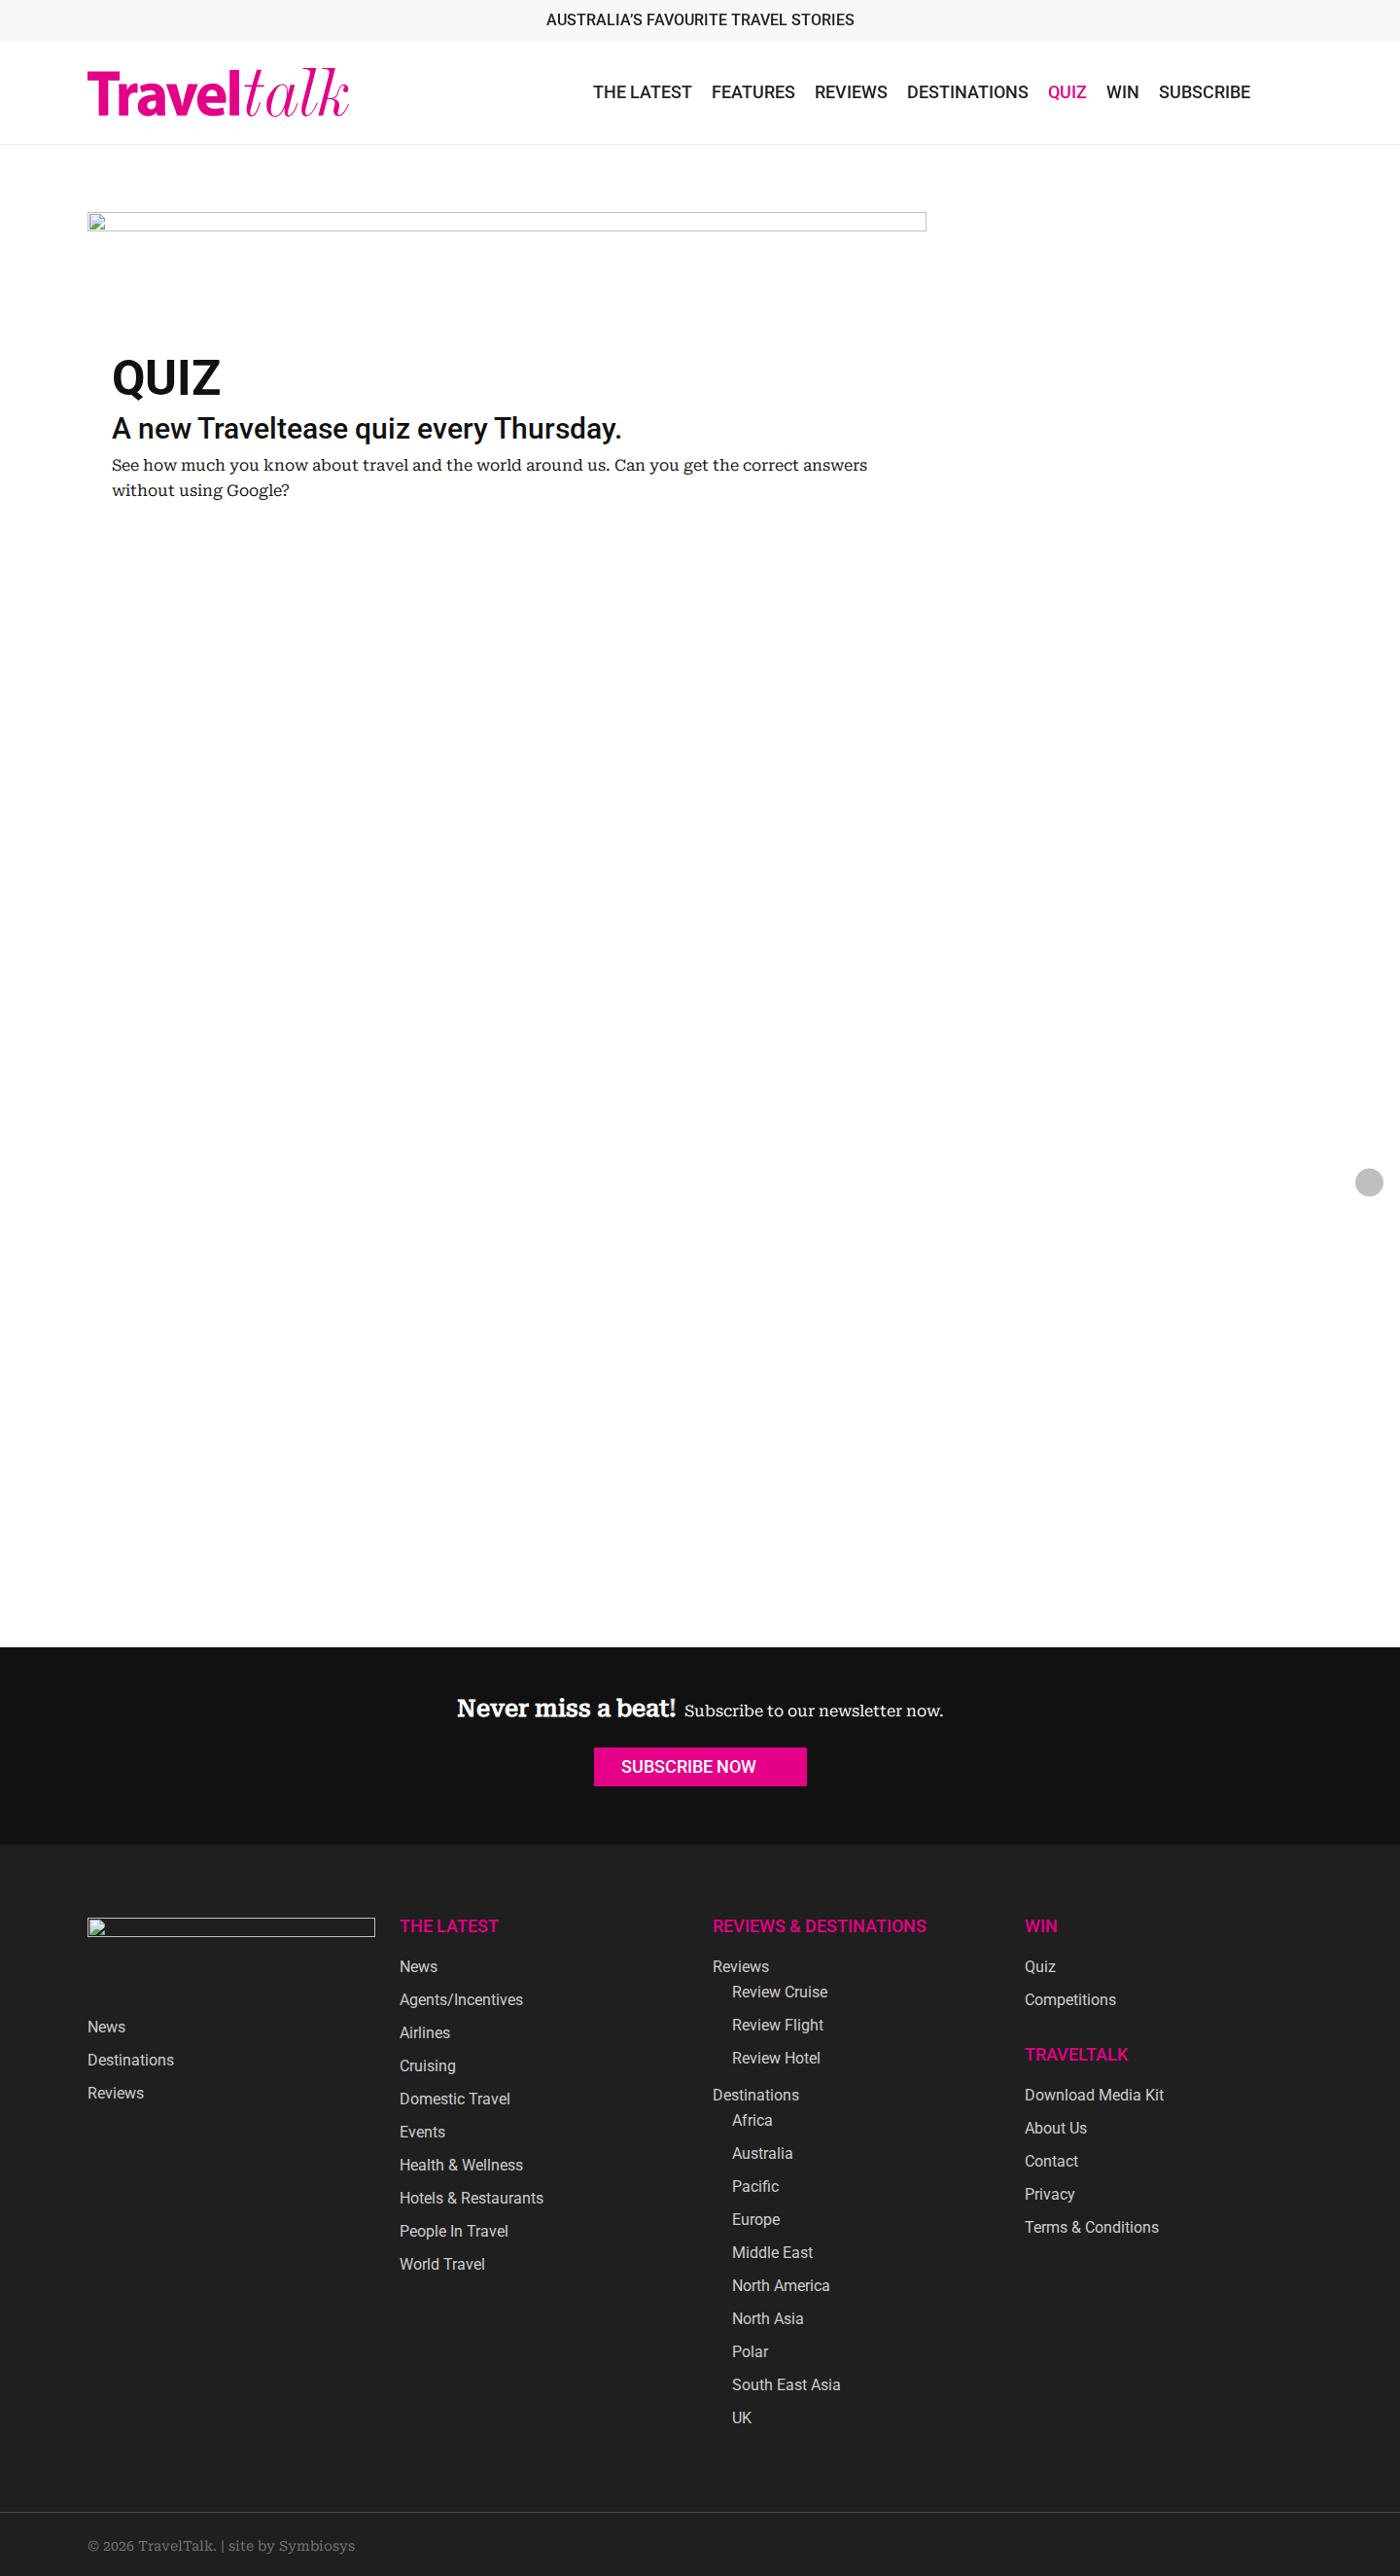 AUSTRALIA'S FAVOURITE TRAVEL STORIES
Traveltalk
THE LATEST FEATURES REVIEWS DESTINATIONS QUIZ WIN SUBSCRIBE
QUIZ
A new Traveltease quiz every Thursday.
See how much you know about travel and the world around us. Can you get the correct answers
without using Google?
Never miss a beat! Subscribe to our newsletter now.
SUBSCRIBE NOW
News
Destinations
Reviews
THE LATEST
News
Agents/Incentives
Airlines
Cruising
Domestic Travel
Events
Health & Wellness
Hotels & Restaurants
People In Travel
World Travel
REVIEWS & DESTINATIONS
Reviews
Review Cruise
Review Flight
Review Hotel
Destinations
Africa
Australia
Pacific
Europe
Middle East
North America
North Asia
Polar
South East Asia
UK
WIN
Quiz
Competitions
TRAVELTALK
Download Media Kit
About Us
Contact
Privacy
Terms & Conditions
© 2026 TravelTalk. | site by Symbiosys